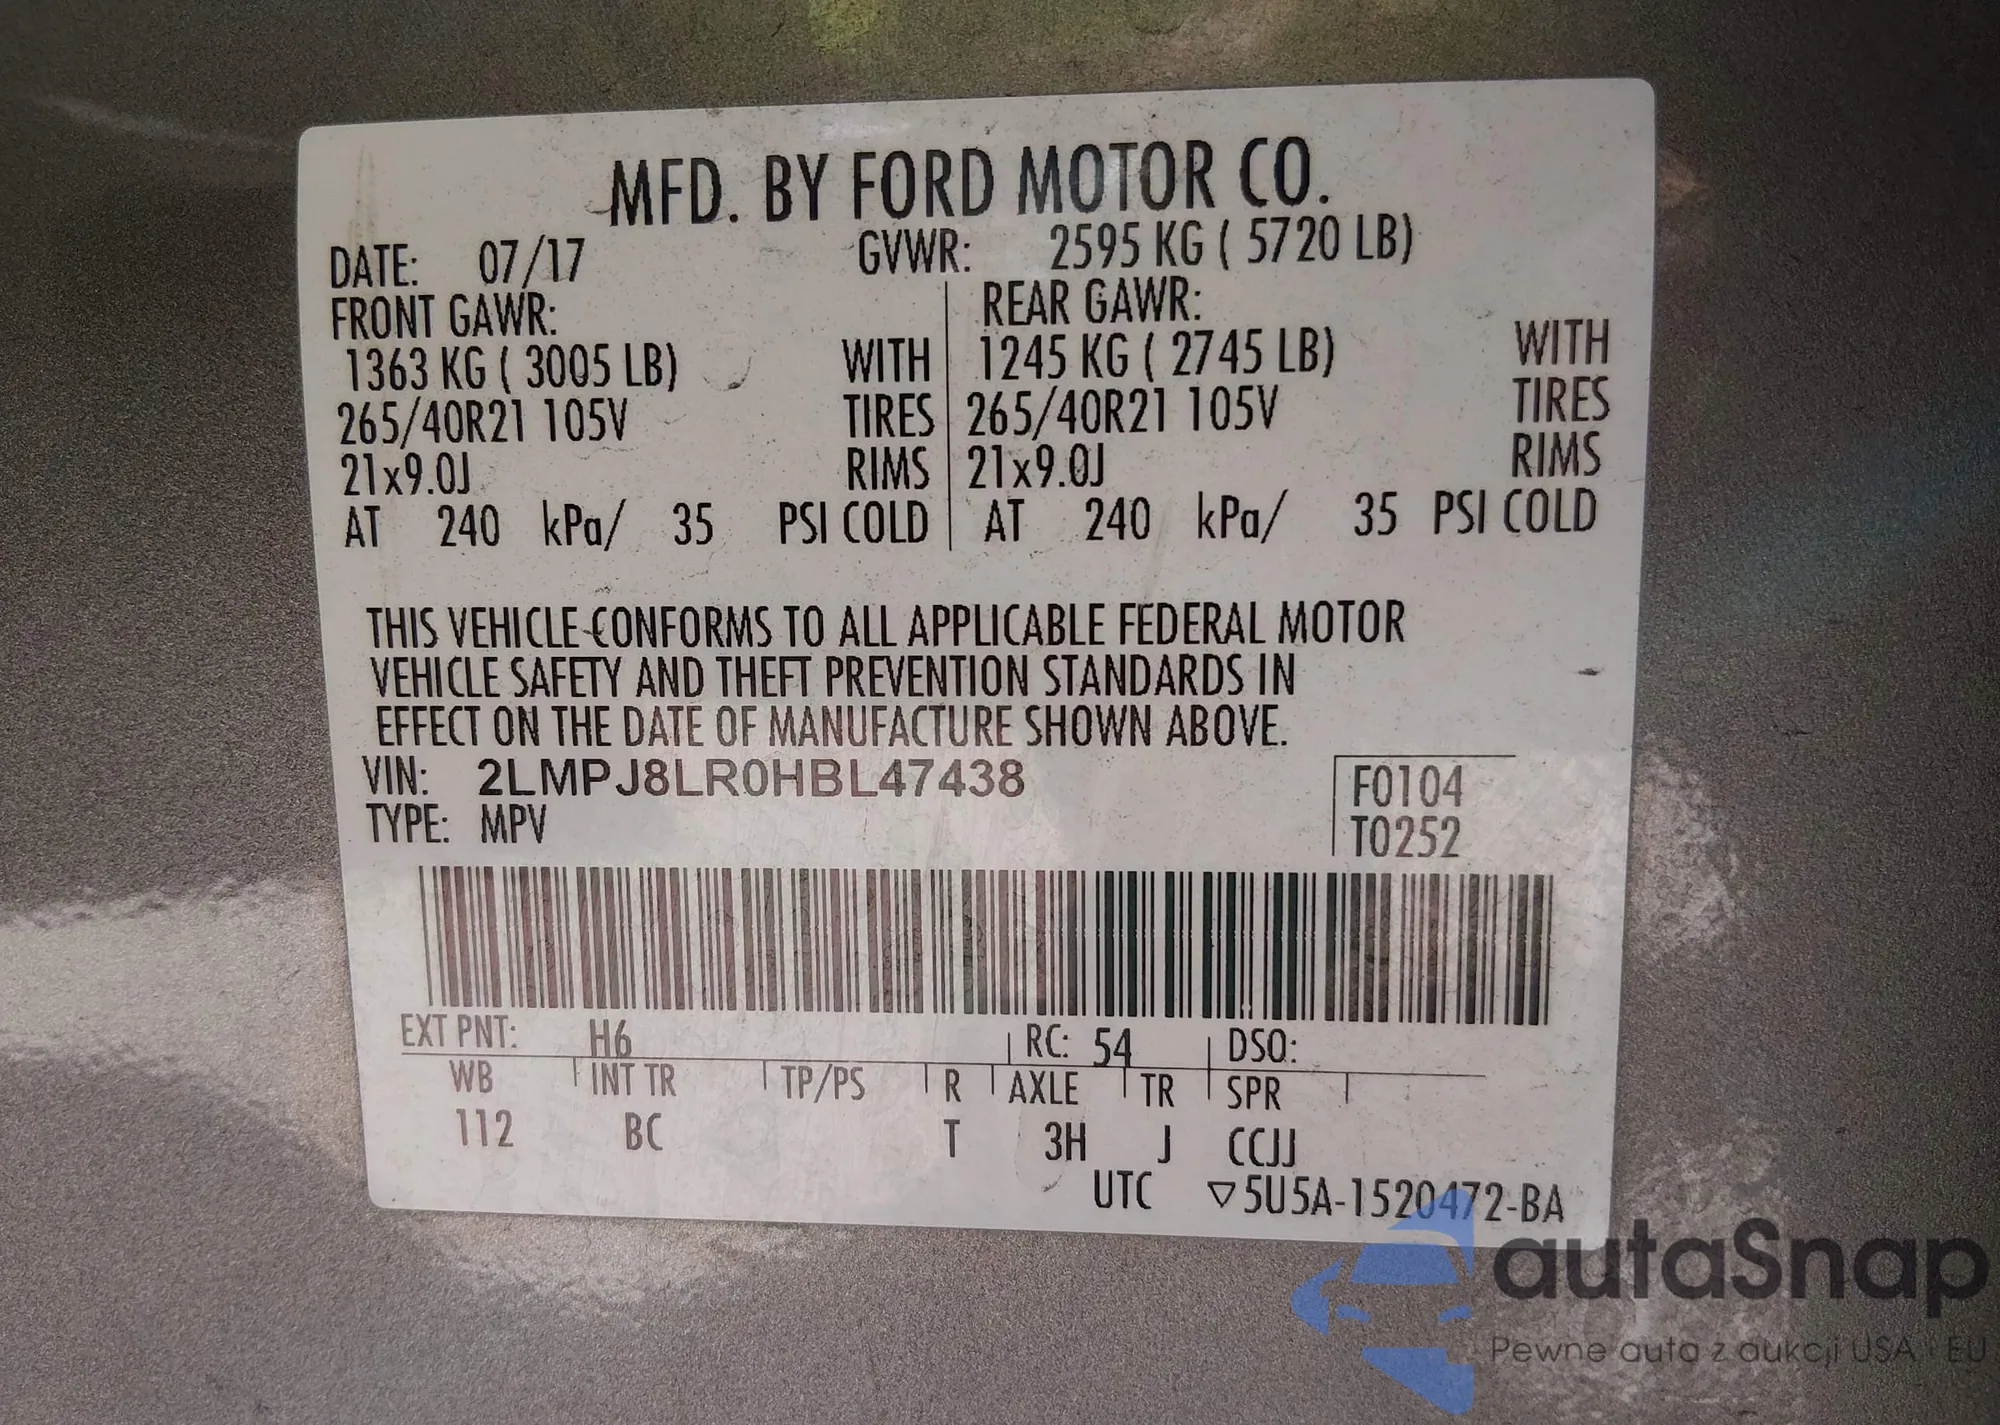 MFD. BY FORD MOTOR CO.
DATE: 07/17 GVWR: 2595 KG ( 5720 LB)
FRONT GAWR: REAR GAWR:
1363 KG ( 3005 LB) WITH 1245 KG ( 2745 LB) WITH
265/40R21 105V TIRES 265/40R21 105V TIRES
21x9.0J RIMS 21x9.0J RIMS
AT 240 kPa/ 35 PSI COLD AT 240 kPa/ 35 PSI COLD
THIS VEHICLE CONFORMS TO ALL APPLICABLE FEDERAL MOTOR
VEHICLE SAFETY AND THEFT PREVENTION STANDARDS IN
EFFECT ON THE DATE OF MANUFACTURE SHOWN ABOVE.
VIN: 2LMPJ8LR0HBL47438 F0104
TYPE: MPV T0252
EXT PNT: H6 RC: 54 DSO:
WB INT TR TP/PS R AXLE TR SPR
112 BC T 3H J CCJJ
UTC ▽5U5A-1520472-BA
autaSnap
Pewne auta z aukcji USA i EU